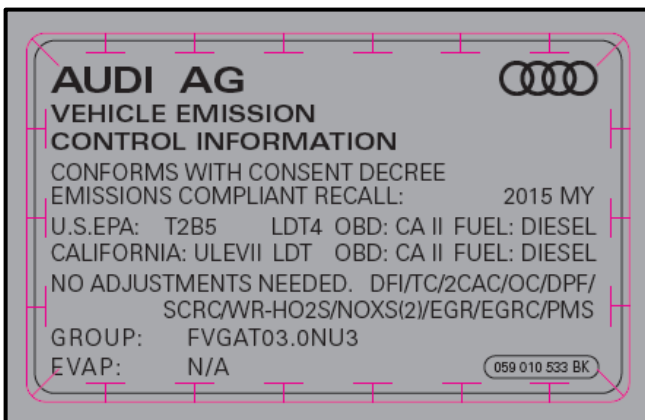 AUDI AG
VEHICLE EMISSION
CONTROL INFORMATION
CONFORMS WITH CONSENT DECREE
EMISSIONS COMPLIANT RECALL: 2015 MY
U.S.EPA: T2B5 LDT4 OBD: CA II FUEL: DIESEL
CALIFORNIA: ULEVII LDT OBD: CA II FUEL: DIESEL
NO ADJUSTMENTS NEEDED. DFI/TC/2CAC/OC/DPF/
SCRC/WR-HO2S/NOXS(2)/EGR/EGRC/PMS
GROUP: FVGAT03.0NU3
EVAP: N/A 059 010 533 BK